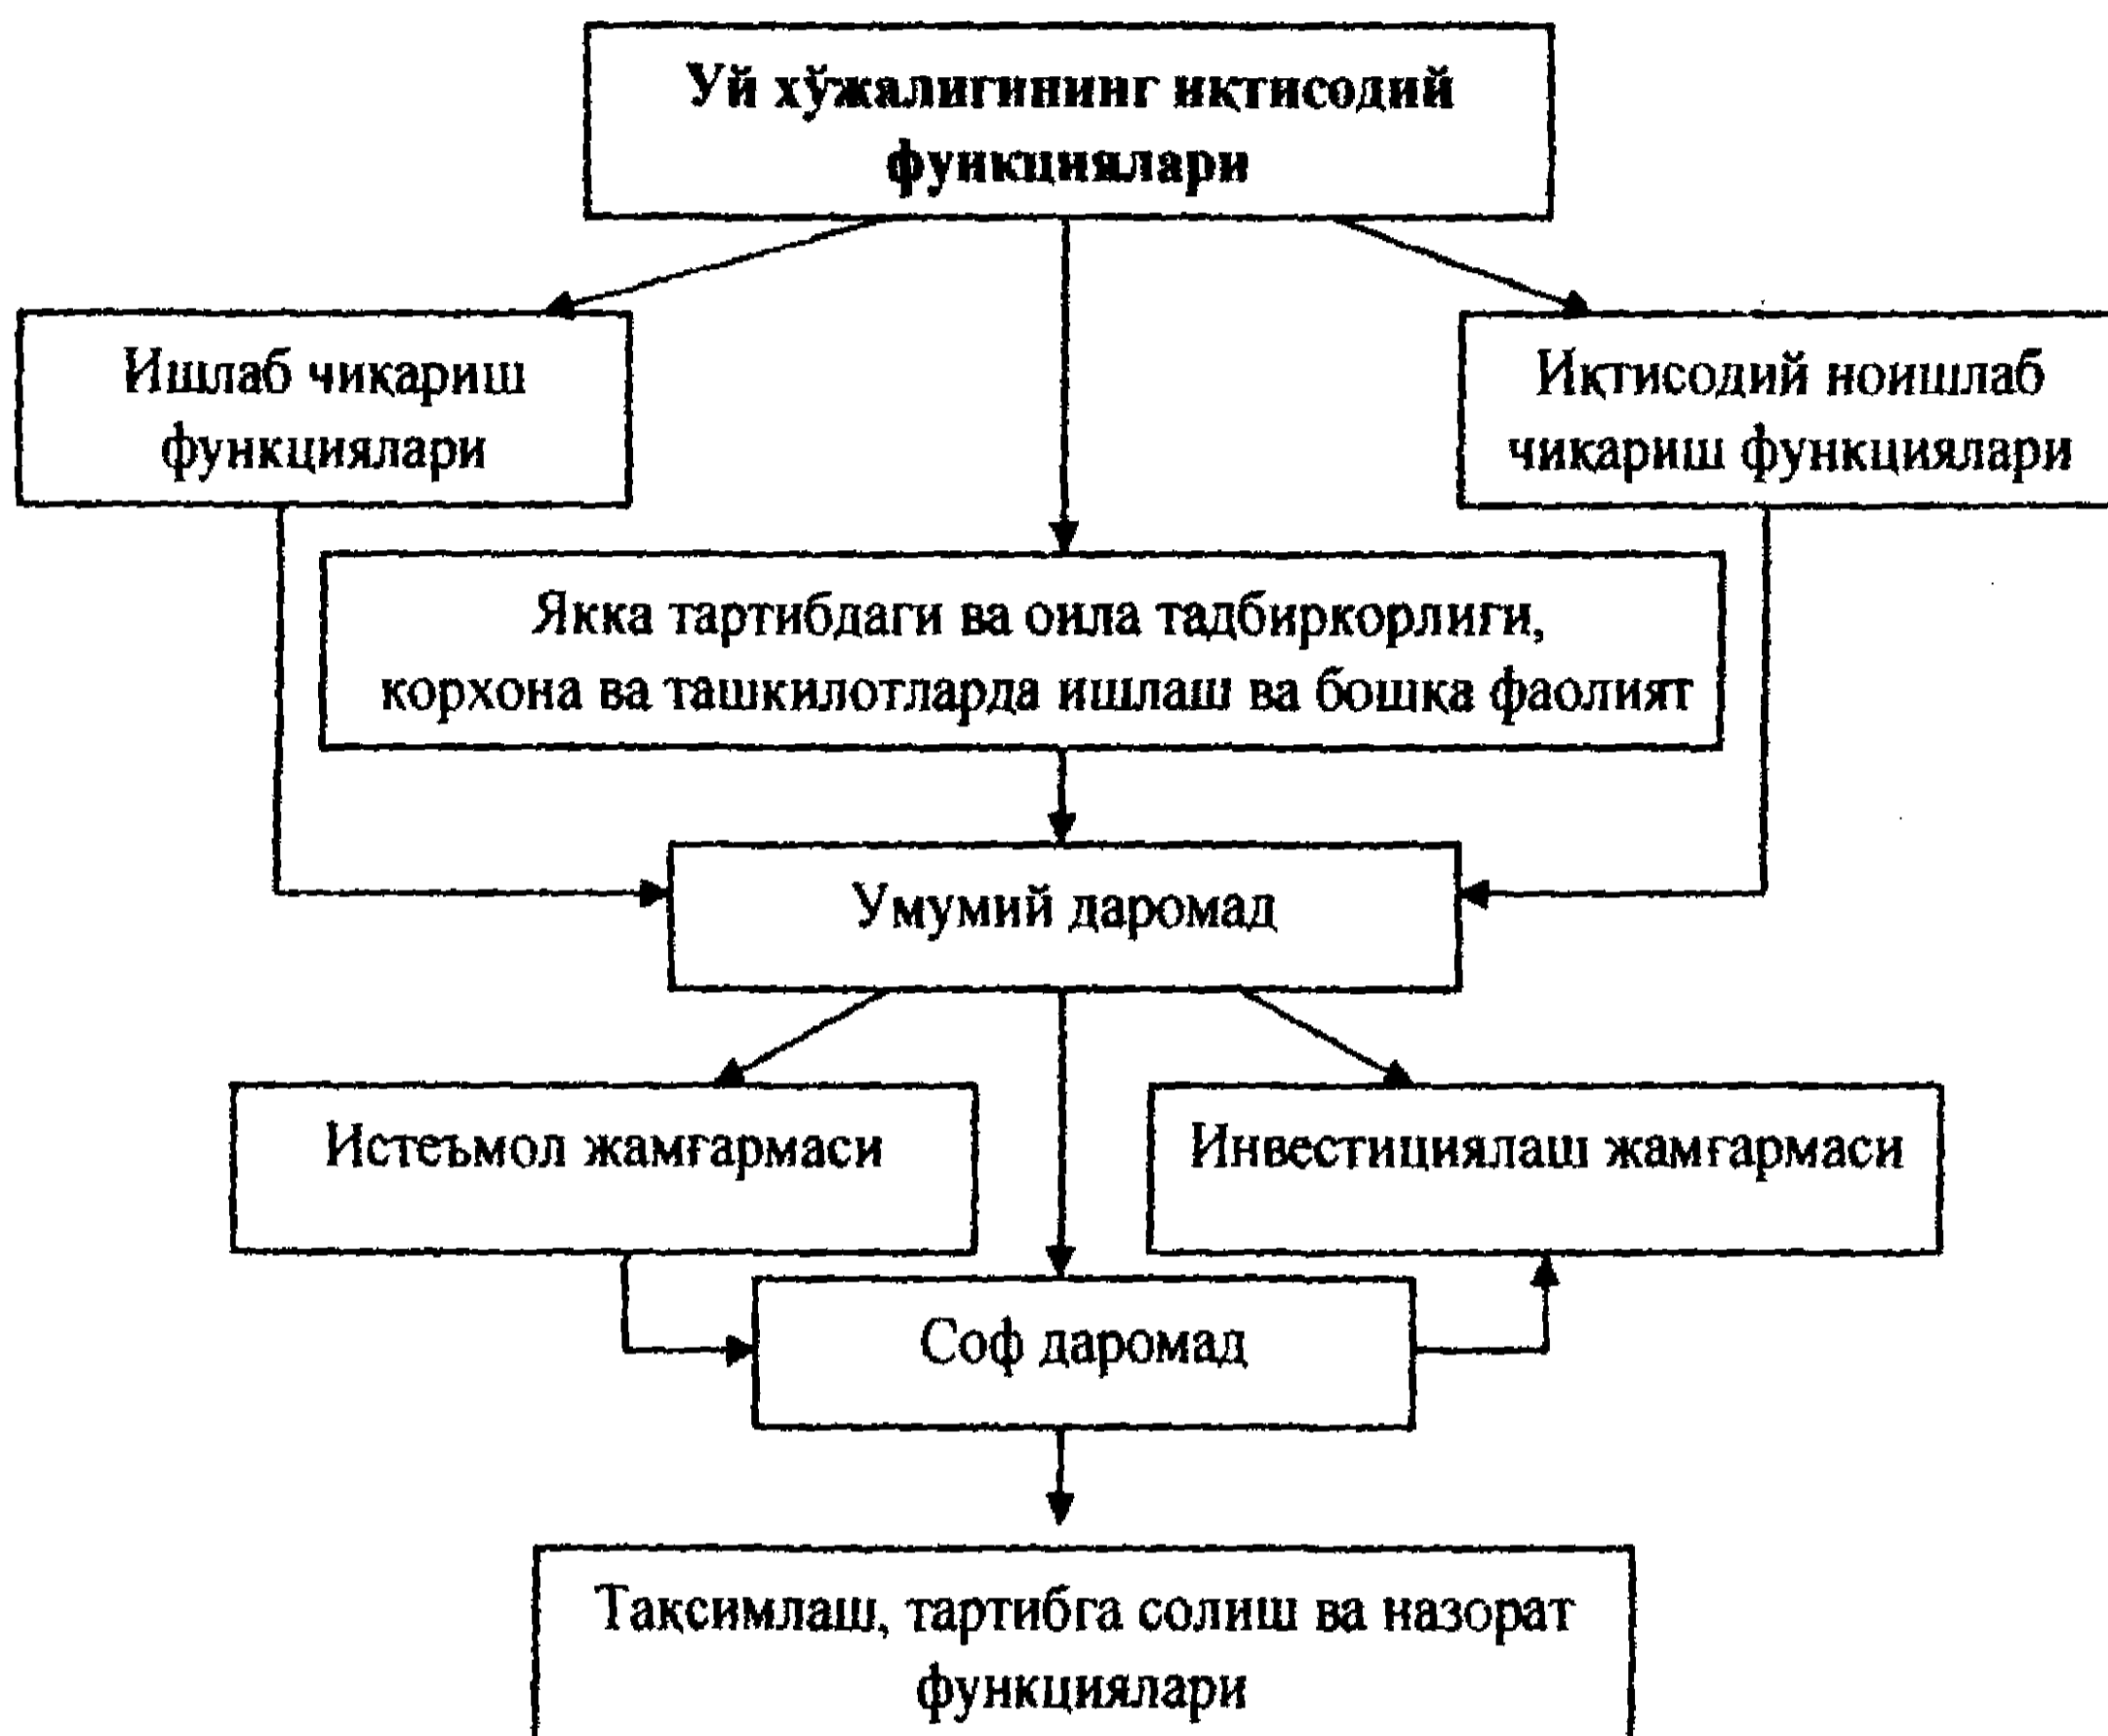 Уй хўжалигининг иқтисодий
функциялари
Ишлаб чиқариш
функциялари
Иқтисодий ноишлаб
чиқариш функциялари
Якка тартибдаги ва оила тадбиркорлиги,
корхона ва ташкилотларда ишлаш ва бошқа фаолият
Умумий даромад
Истеъмол жамғармаси
Инвестициялаш жамғармаси
Соф даромад
Тақсимлаш, тартибга солиш ва назорат
функциялари